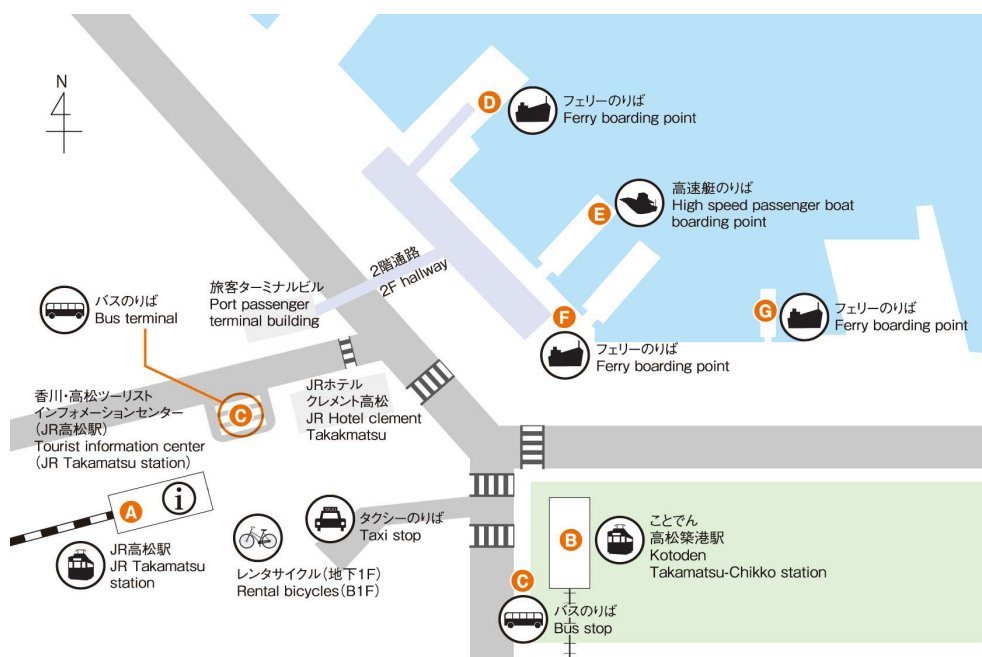 N
D
フェリーのりば
Ferry boarding point
E
高速艇のりば
High speed passenger boat
boarding point
2階通路
2F hallway
旅客ターミナルビル
Port passenger
terminal building
バスのりば
Bus terminal
F
フェリーのりば
Ferry boarding point
G
フェリーのりば
Ferry boarding point
香川・高松ツーリスト
インフォメーションセンター
(JR高松駅)
Tourist information center
(JR Takamatsu station)
C
JRホテル
クレメント高松
JR Hotel clement
Takakmatsu
A
i
JR高松駅
JR Takamatsu
station
レンタサイクル(地下1F)
Rental bicycles(B1F)
TAXI
タクシーのりば
Taxi stop
B
ことでん
高松築港駅
Kotoden
Takamatsu-Chikko station
C
バスのりば
Bus stop